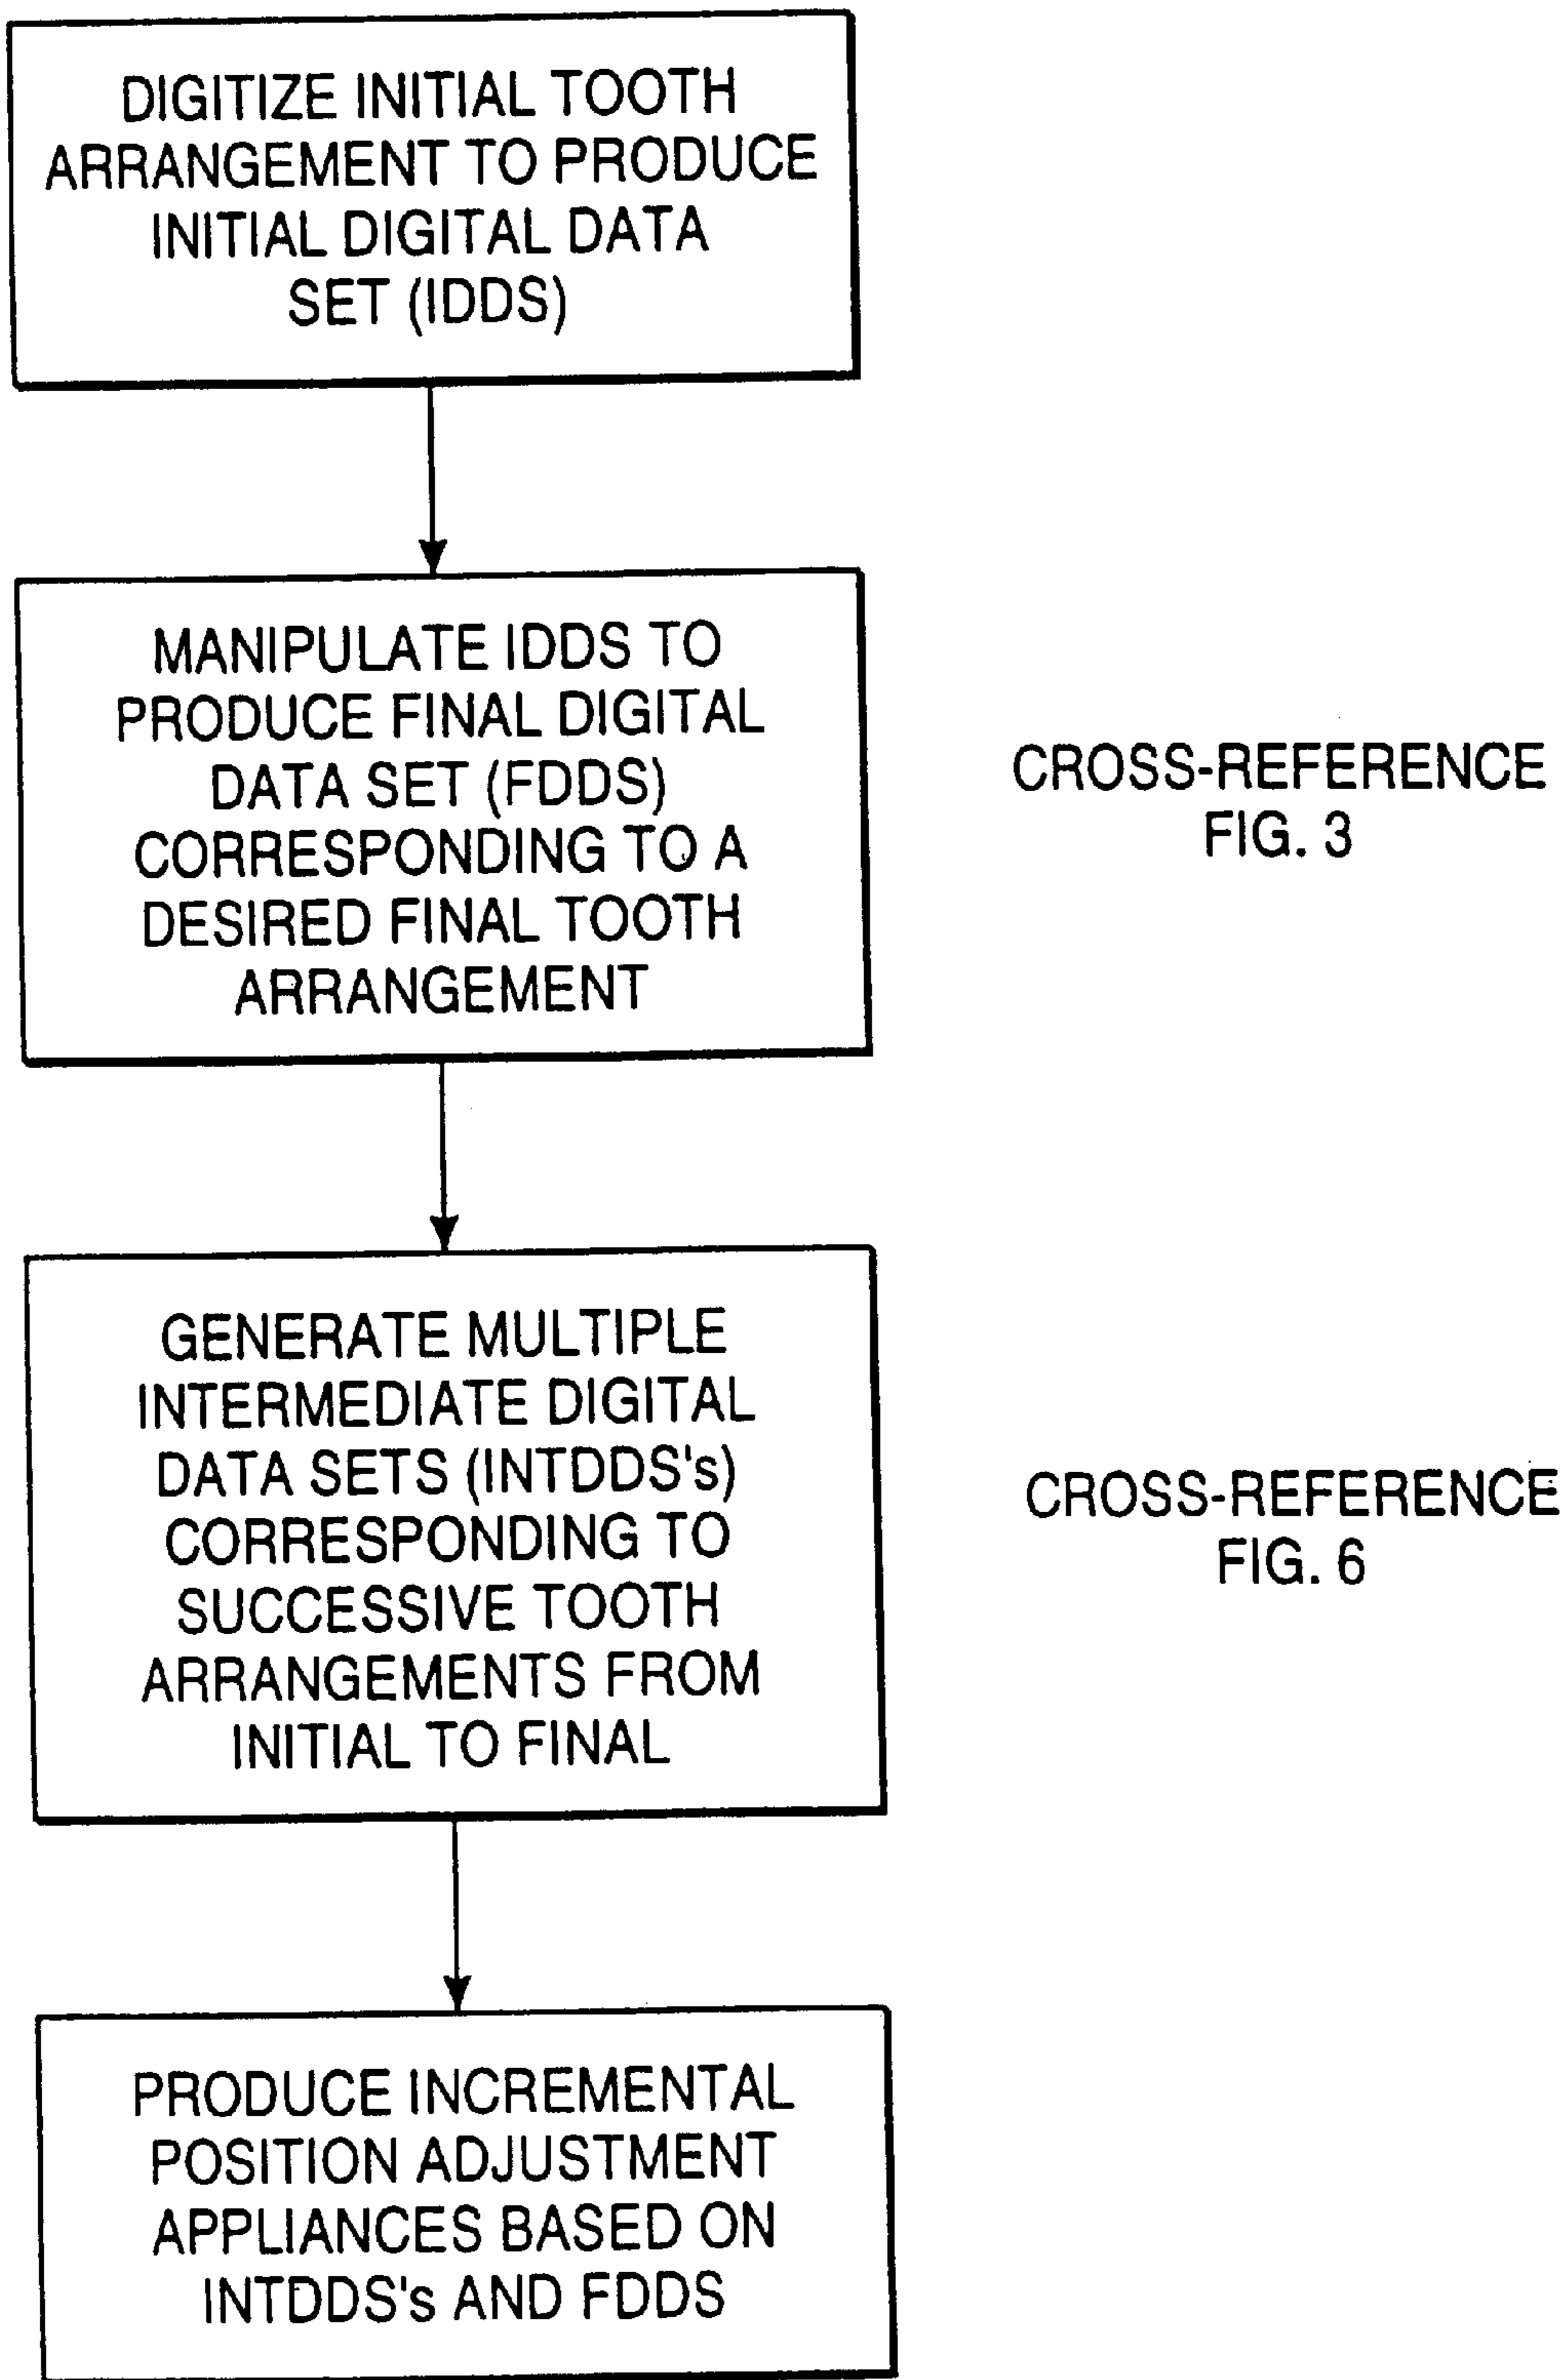 DIGITIZE INITIAL TOOTH
ARRANGEMENT TO PRODUCE
INITIAL DIGITAL DATA
SET (IDDS)
MANIPULATE IDDS TO
PRODUCE FINAL DIGITAL
DATA SET (FDDS)
CORRESPONDING TO A
DESIRED FINAL TOOTH
ARRANGEMENT
CROSS-REFERENCE
FIG. 3
GENERATE MULTIPLE
INTERMEDIATE DIGITAL
DATA SETS (INTDDS's)
CORRESPONDING TO
SUCCESSIVE TOOTH
ARRANGEMENTS FROM
INITIAL TO FINAL
CROSS-REFERENCE
FIG. 6
PRODUCE INCREMENTAL
POSITION ADJUSTMENT
APPLIANCES BASED ON
INTDDS's AND FDDS